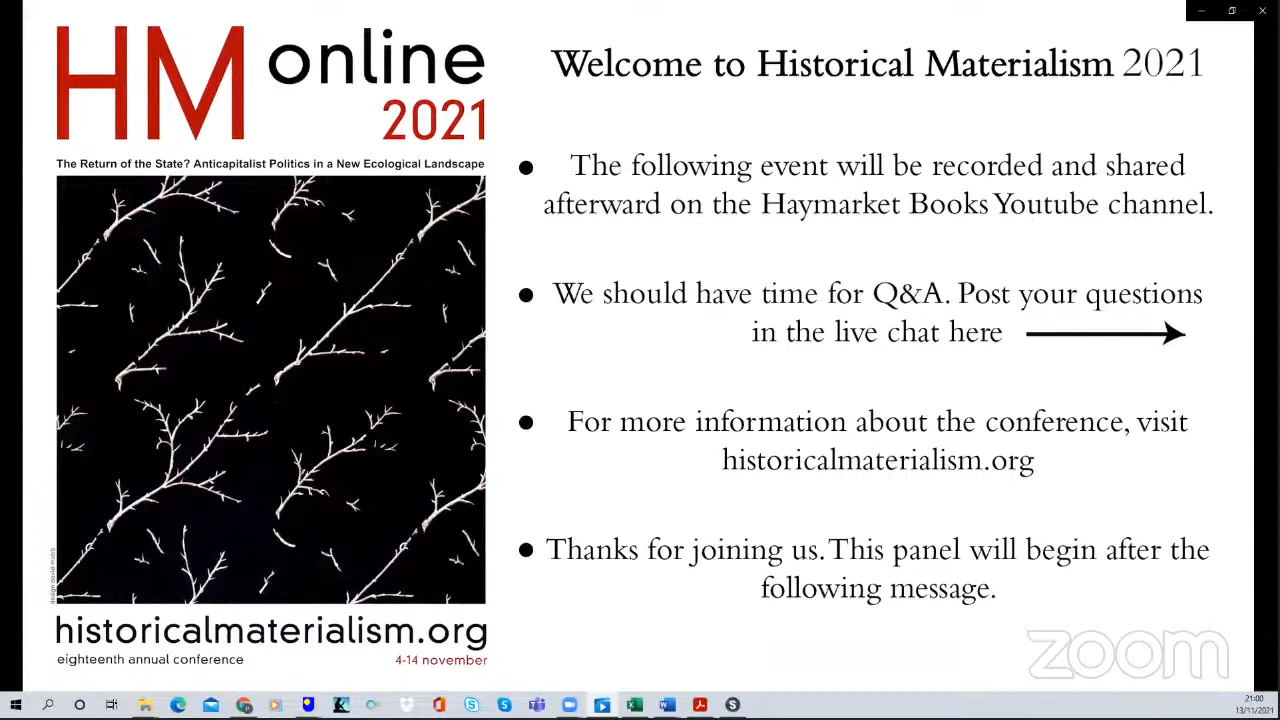 HM online
2021
The Return of the State? Anticapitalist Politics in a New Ecological Landscape
design david mabb
historicalmaterialism.org
eighteenth annual conference
4-14 november
Welcome to Historical Materialism 2021
● The following event will be recorded and shared
afterward on the Haymarket Books Youtube channel.
● We should have time for Q&A. Post your questions
in the live chat here
● For more information about the conference, visit
historicalmaterialism.org
● Thanks for joining us. This panel will begin after the
following message.
zoom
21:00
13/11/2021